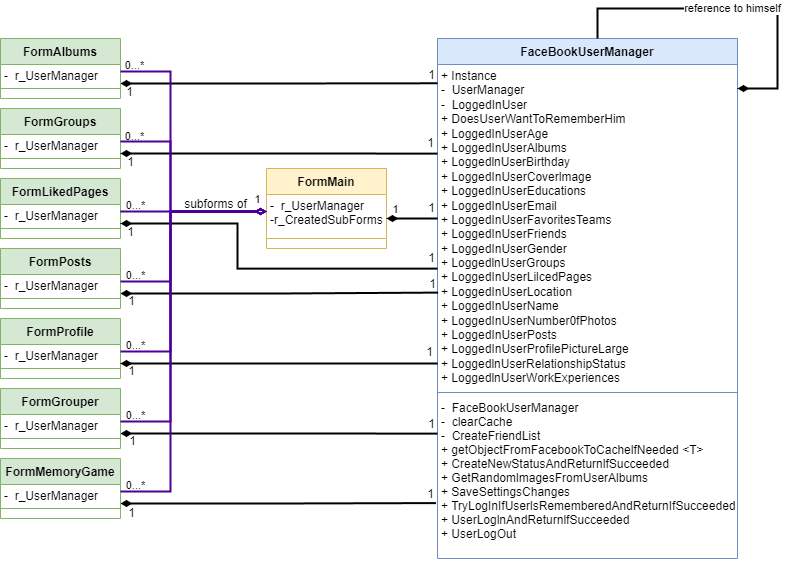 reference to himself
FormAlbums
- r_UserManager
0...*
1
1
FormGroups
- r_UserManager
0...*
1
1
FormLikedPages
- r_UserManager
0...*
1
1
FormPosts
- r_UserManager
0...*
1
1
FormProfile
- r_UserManager
0...*
1
1
FormGrouper
- r_UserManager
0...*
1
1
FormMemoryGame
- r_UserManager
0...*
1
1
subforms of
1
FormMain
- r_UserManager
-r_CreatedSubForms
1
1
FaceBookUserManager
+ Instance
- UserManager
- LoggedInUser
+ DoesUserWantToRememberHim
+ LoggedInUserAge
+ LoggedInUserAlbums
+ LoggedInUserBirthday
+ LoggedInUserCoverImage
+ LoggedInUserEducations
+ LoggedInUserEmail
+ LoggedInUserFavoritesTeams
+ LoggedInUserFriends
+ LoggedInUserGender
+ LoggedInUserGroups
+ LoggedInUserLilcedPages
+ LoggedInUserLocation
+ LoggedInUserName
+ LoggedInUserNumber0fPhotos
+ LoggedInUserPosts
+ LoggedInUserProfilePictureLarge
+ LoggedInUserRelationshipStatus
+ LoggedInUserWorkExperiences
- FaceBookUserManager
- clearCache
- CreateFriendList
+ getObjectFromFacebookToCacheIfNeeded <T>
+ CreateNewStatusAndReturnIfSucceeded
+ GetRandomImagesFromUserAlbums
+ SaveSettingsChanges
+ TryLogInIfUserIsRememberedAndReturnIfSucceeded
+ UserLogInAndReturnIfSucceeded
+ UserLogOut